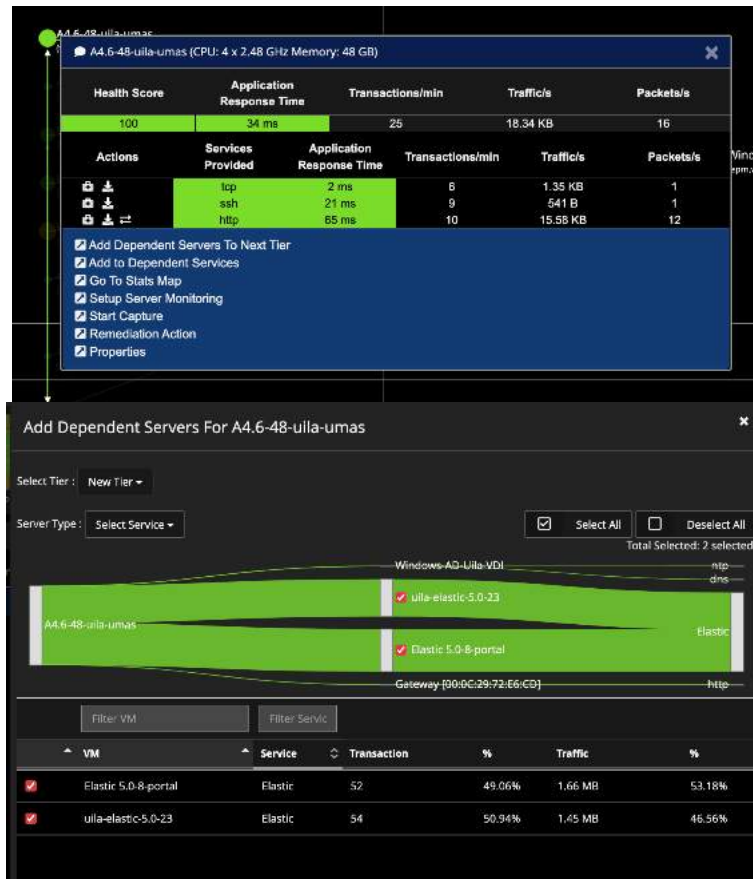 A4.6-48-uila-umas
A4.6-48-uila-umas (CPU: 4 x 2.48 GHz Memory: 48 GB)
Health Score Application Response Time Transactions/min Traffic/s Packets/s
100 34 ms 25 18.34 KB 16
Actions Services Provided Application Response Time Transactions/min Traffic/s Packets/s
tcp 2 ms 6 1.35 KB 1
ssh 21 ms 9 541 B 1
http 65 ms 10 15.58 KB 12
Add Dependent Servers To Next Tier
Add to Dependent Services
Go To Stats Map
Setup Server Monitoring
Start Capture
Remediation Action
Properties
Add Dependent Servers For A4.6-48-uila-umas
Select Tier : New Tier
Server Type : Select Service Select All Deselect All
Total Selected: 2 selected
Windows-AD-Uila-VDI ntp
dns
uila-elastic-5.0-23
A4.6-48-uila-umas Elastic
Elastic 5.0-8-portal
Gateway [00:0C:29:72:E6:CD] http
Filter VM Filter Servic
VM Service Transaction % Traffic %
Elastic 5.0-8-portal Elastic 52 49.06% 1.66 MB 53.18%
uila-elastic-5.0-23 Elastic 54 50.94% 1.45 MB 46.56%